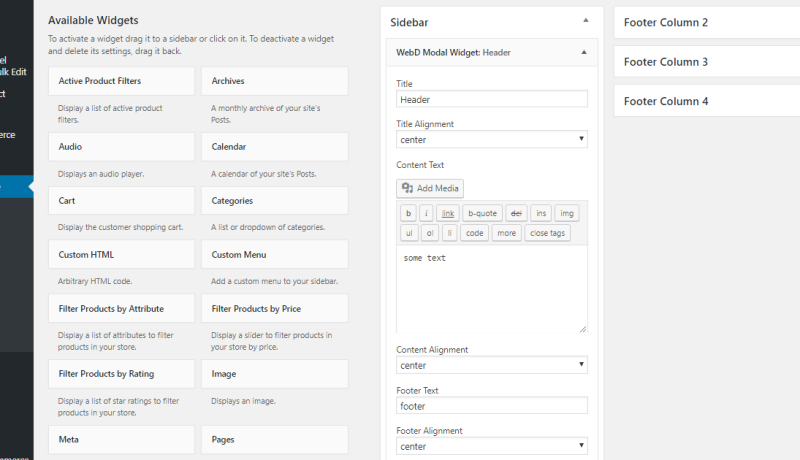 el
lk Edit
ct
erce
Available Widgets
To activate a widget drag it to a sidebar or click on it. To deactivate a widget
and delete its settings, drag it back.
Active Product Filters
Archives
Display a list of active product
filters.
A monthly archive of your site's
Posts.
Audio
Calendar
Displays an audio player.
A calendar of your site's Posts.
Cart
Categories
Display the customer shopping cart.
A list or dropdown of categories.
Custom HTML
Custom Menu
Arbitrary HTML code.
Add a custom menu to your sidebar.
Filter Products by Attribute
Filter Products by Price
Display a list of attributes to filter
products in your store.
Display a slider to filter products in
your store by price.
Filter Products by Rating
Image
Display a list of star ratings to filter
products in your store.
Displays an image.
Meta
Pages
Sidebar
WebD Modal Widget: Header
Title
Header
Title Alignment
center
Content Text
Add Media
b i link b-quote del ins img
ul ol li code more close tags
some text
Content Alignment
center
Footer Text
footer
Footer Alignment
center
Footer Column 2
Footer Column 3
Footer Column 4